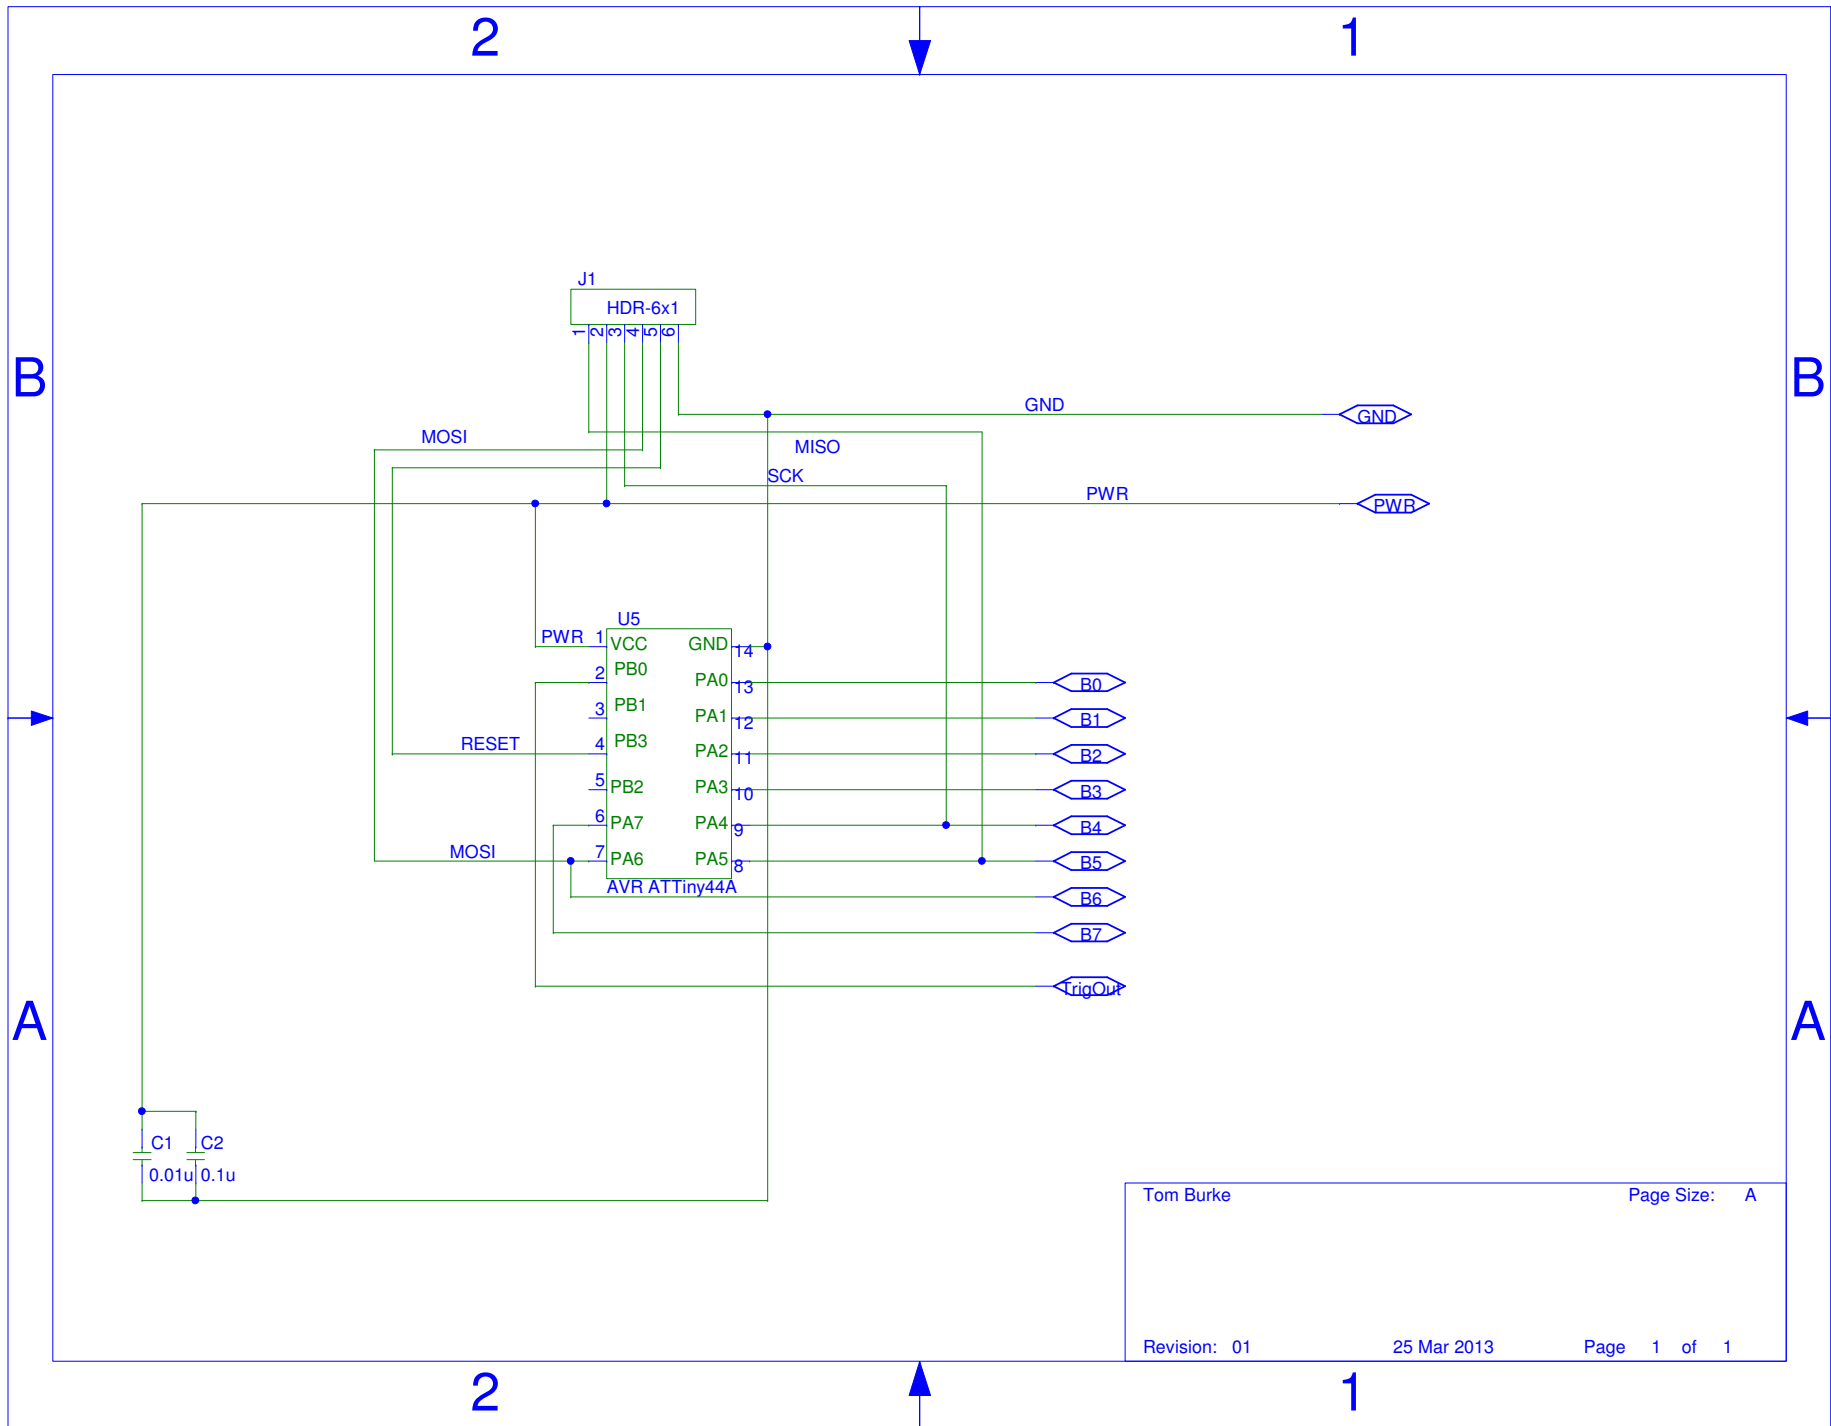 2 1
J1
HDR-6x1
1 2 3 4 5 6
B B
GND GND
MOSI
MISO
SCK
PWR PWR
U5
PWR 1 VCC GND 14
2 PB0 PA0 13 B0
3 PB1 PA1 12 B1
RESET 4 PB3 PA2 11 B2
5 PB2 PA3 10 B3
6 PA7 PA4 9 B4
MOSI 7 PA6 PA5 8 B5
AVR ATTiny44A
B6
B7
TrigOut
A A
C1 C2
0.01u 0.1u
Tom Burke Page Size: A
Revision: 01 25 Mar 2013 Page 1 of 1
2 1